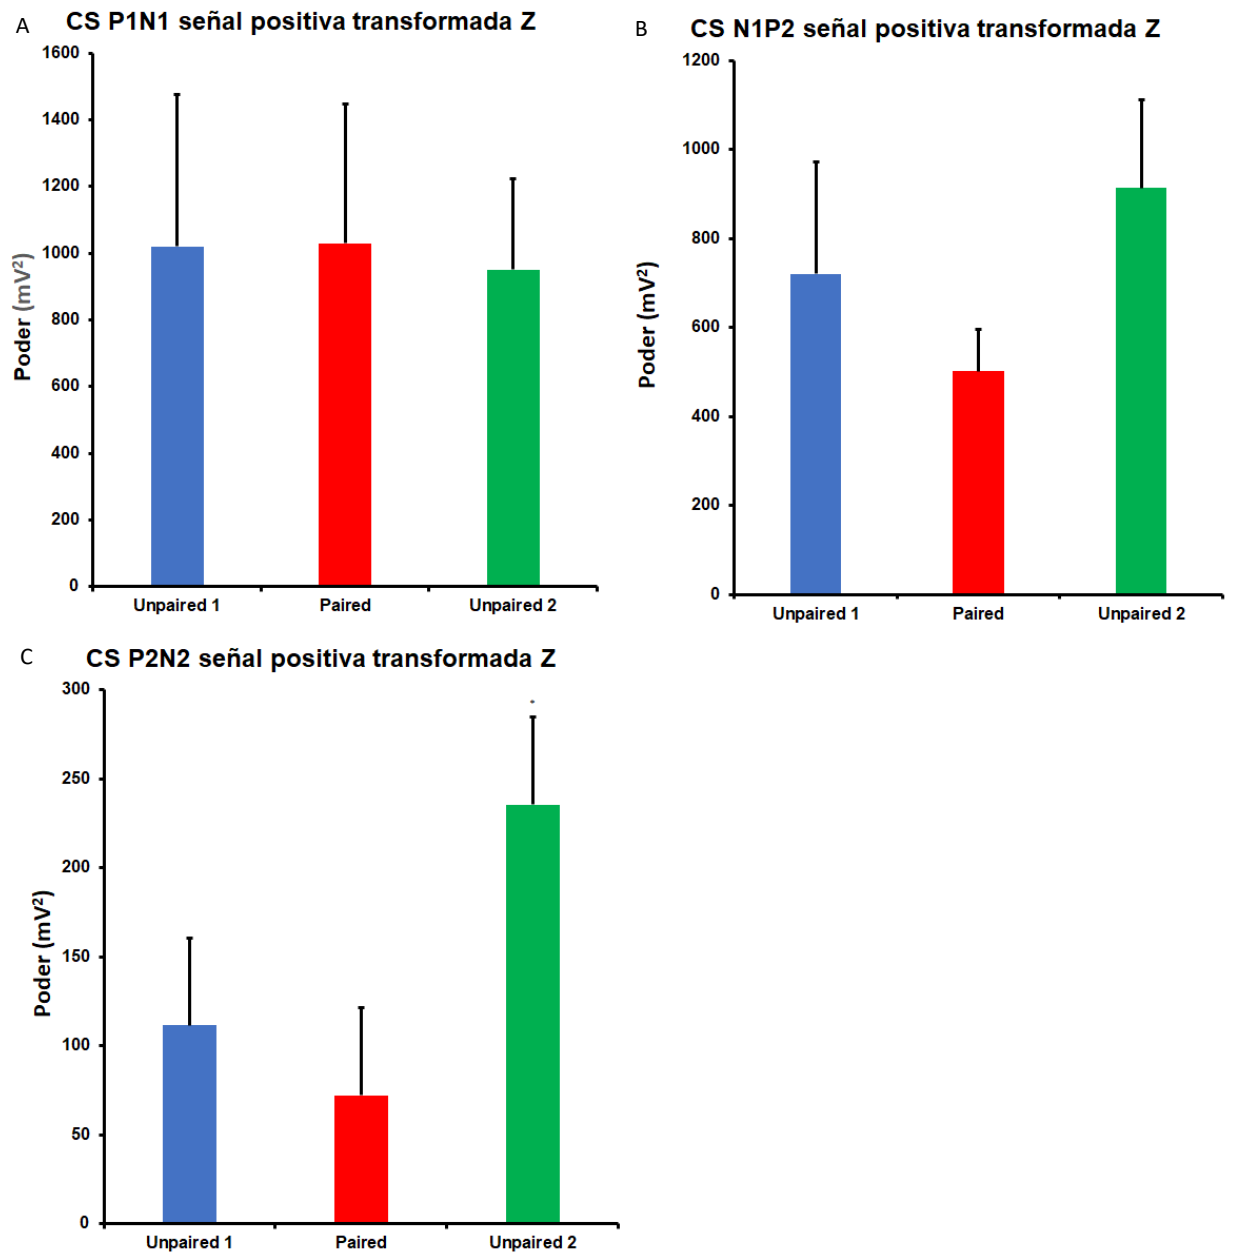 A
CS P1N1 señal positiva transformada Z
1600
1400
1200
1000
800
600
400
200
0
Poder (mV²)
Unpaired 1 Paired Unpaired 2
B
CS N1P2 señal positiva transformada Z
1200
1000
800
600
400
200
0
Poder (mV²)
Unpaired 1 Paired Unpaired 2
C
CS P2N2 señal positiva transformada Z
300
250
200
150
100
50
0
Poder (mV²)
*
Unpaired 1 Paired Unpaired 2